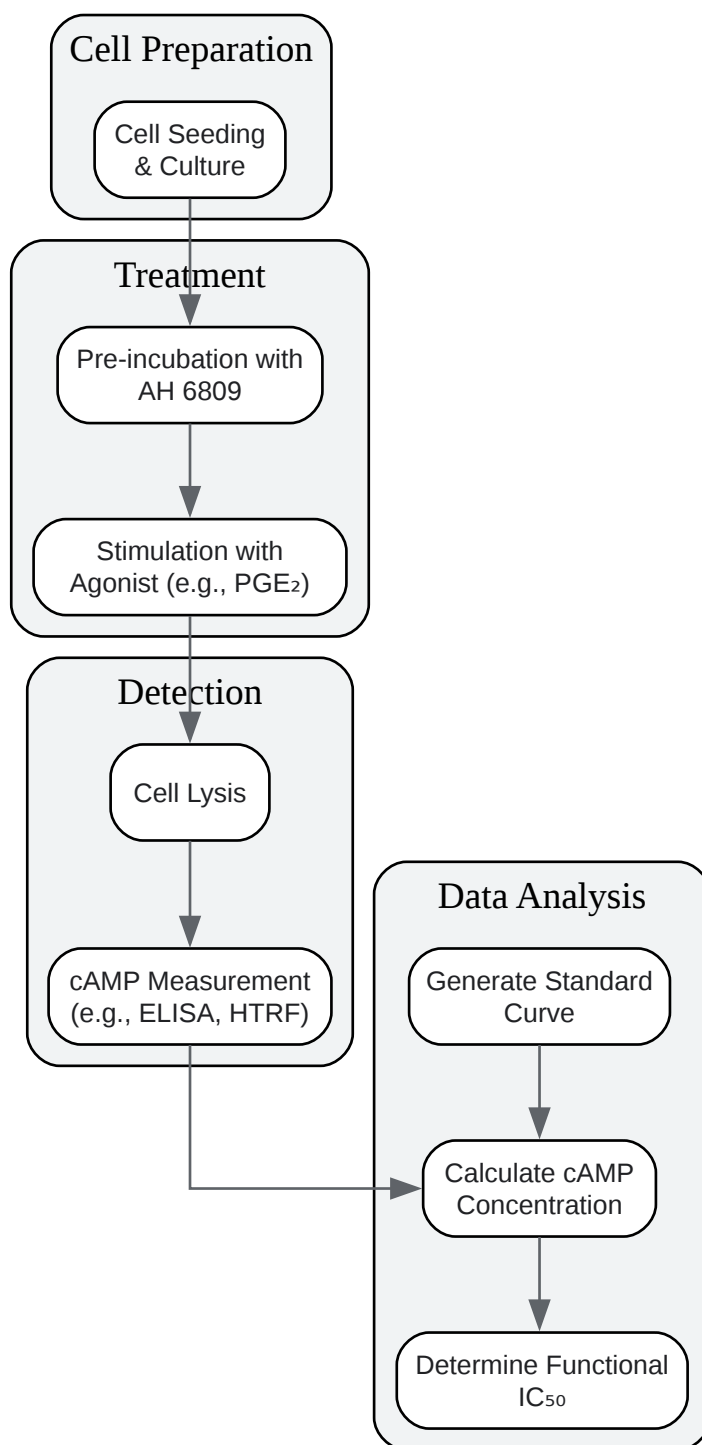 Cell Preparation
Cell Seeding
& Culture
Treatment
Pre-incubation with
AH 6809
Stimulation with
Agonist (e.g., PGE₂)
Detection
Cell Lysis
cAMP Measurement
(e.g., ELISA, HTRF)
Data Analysis
Generate Standard
Curve
Calculate cAMP
Concentration
Determine Functional
IC₅₀